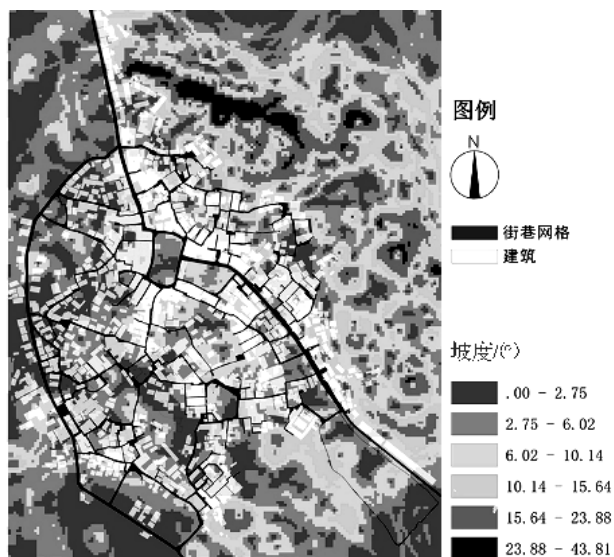 图例
N
街巷网格
建筑
坡度/(°)
.00 - 2.75
2.75 - 6.02
6.02 - 10.14
10.14 - 15.64
15.64 - 23.88
23.88 - 43.81